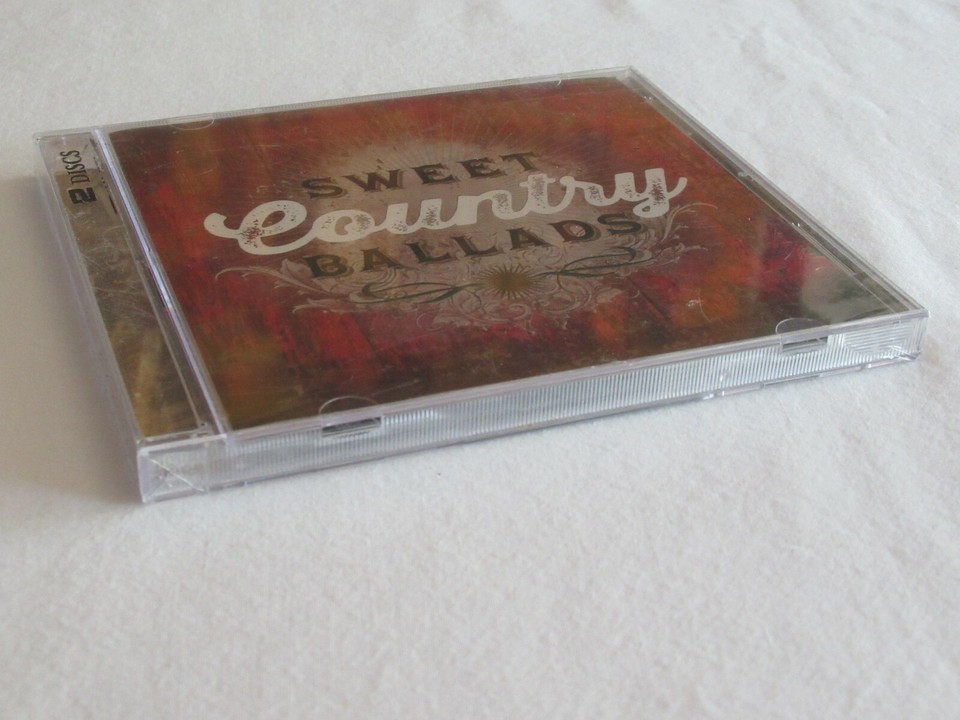 2 DISCS
SWEET
Country
BALLADS